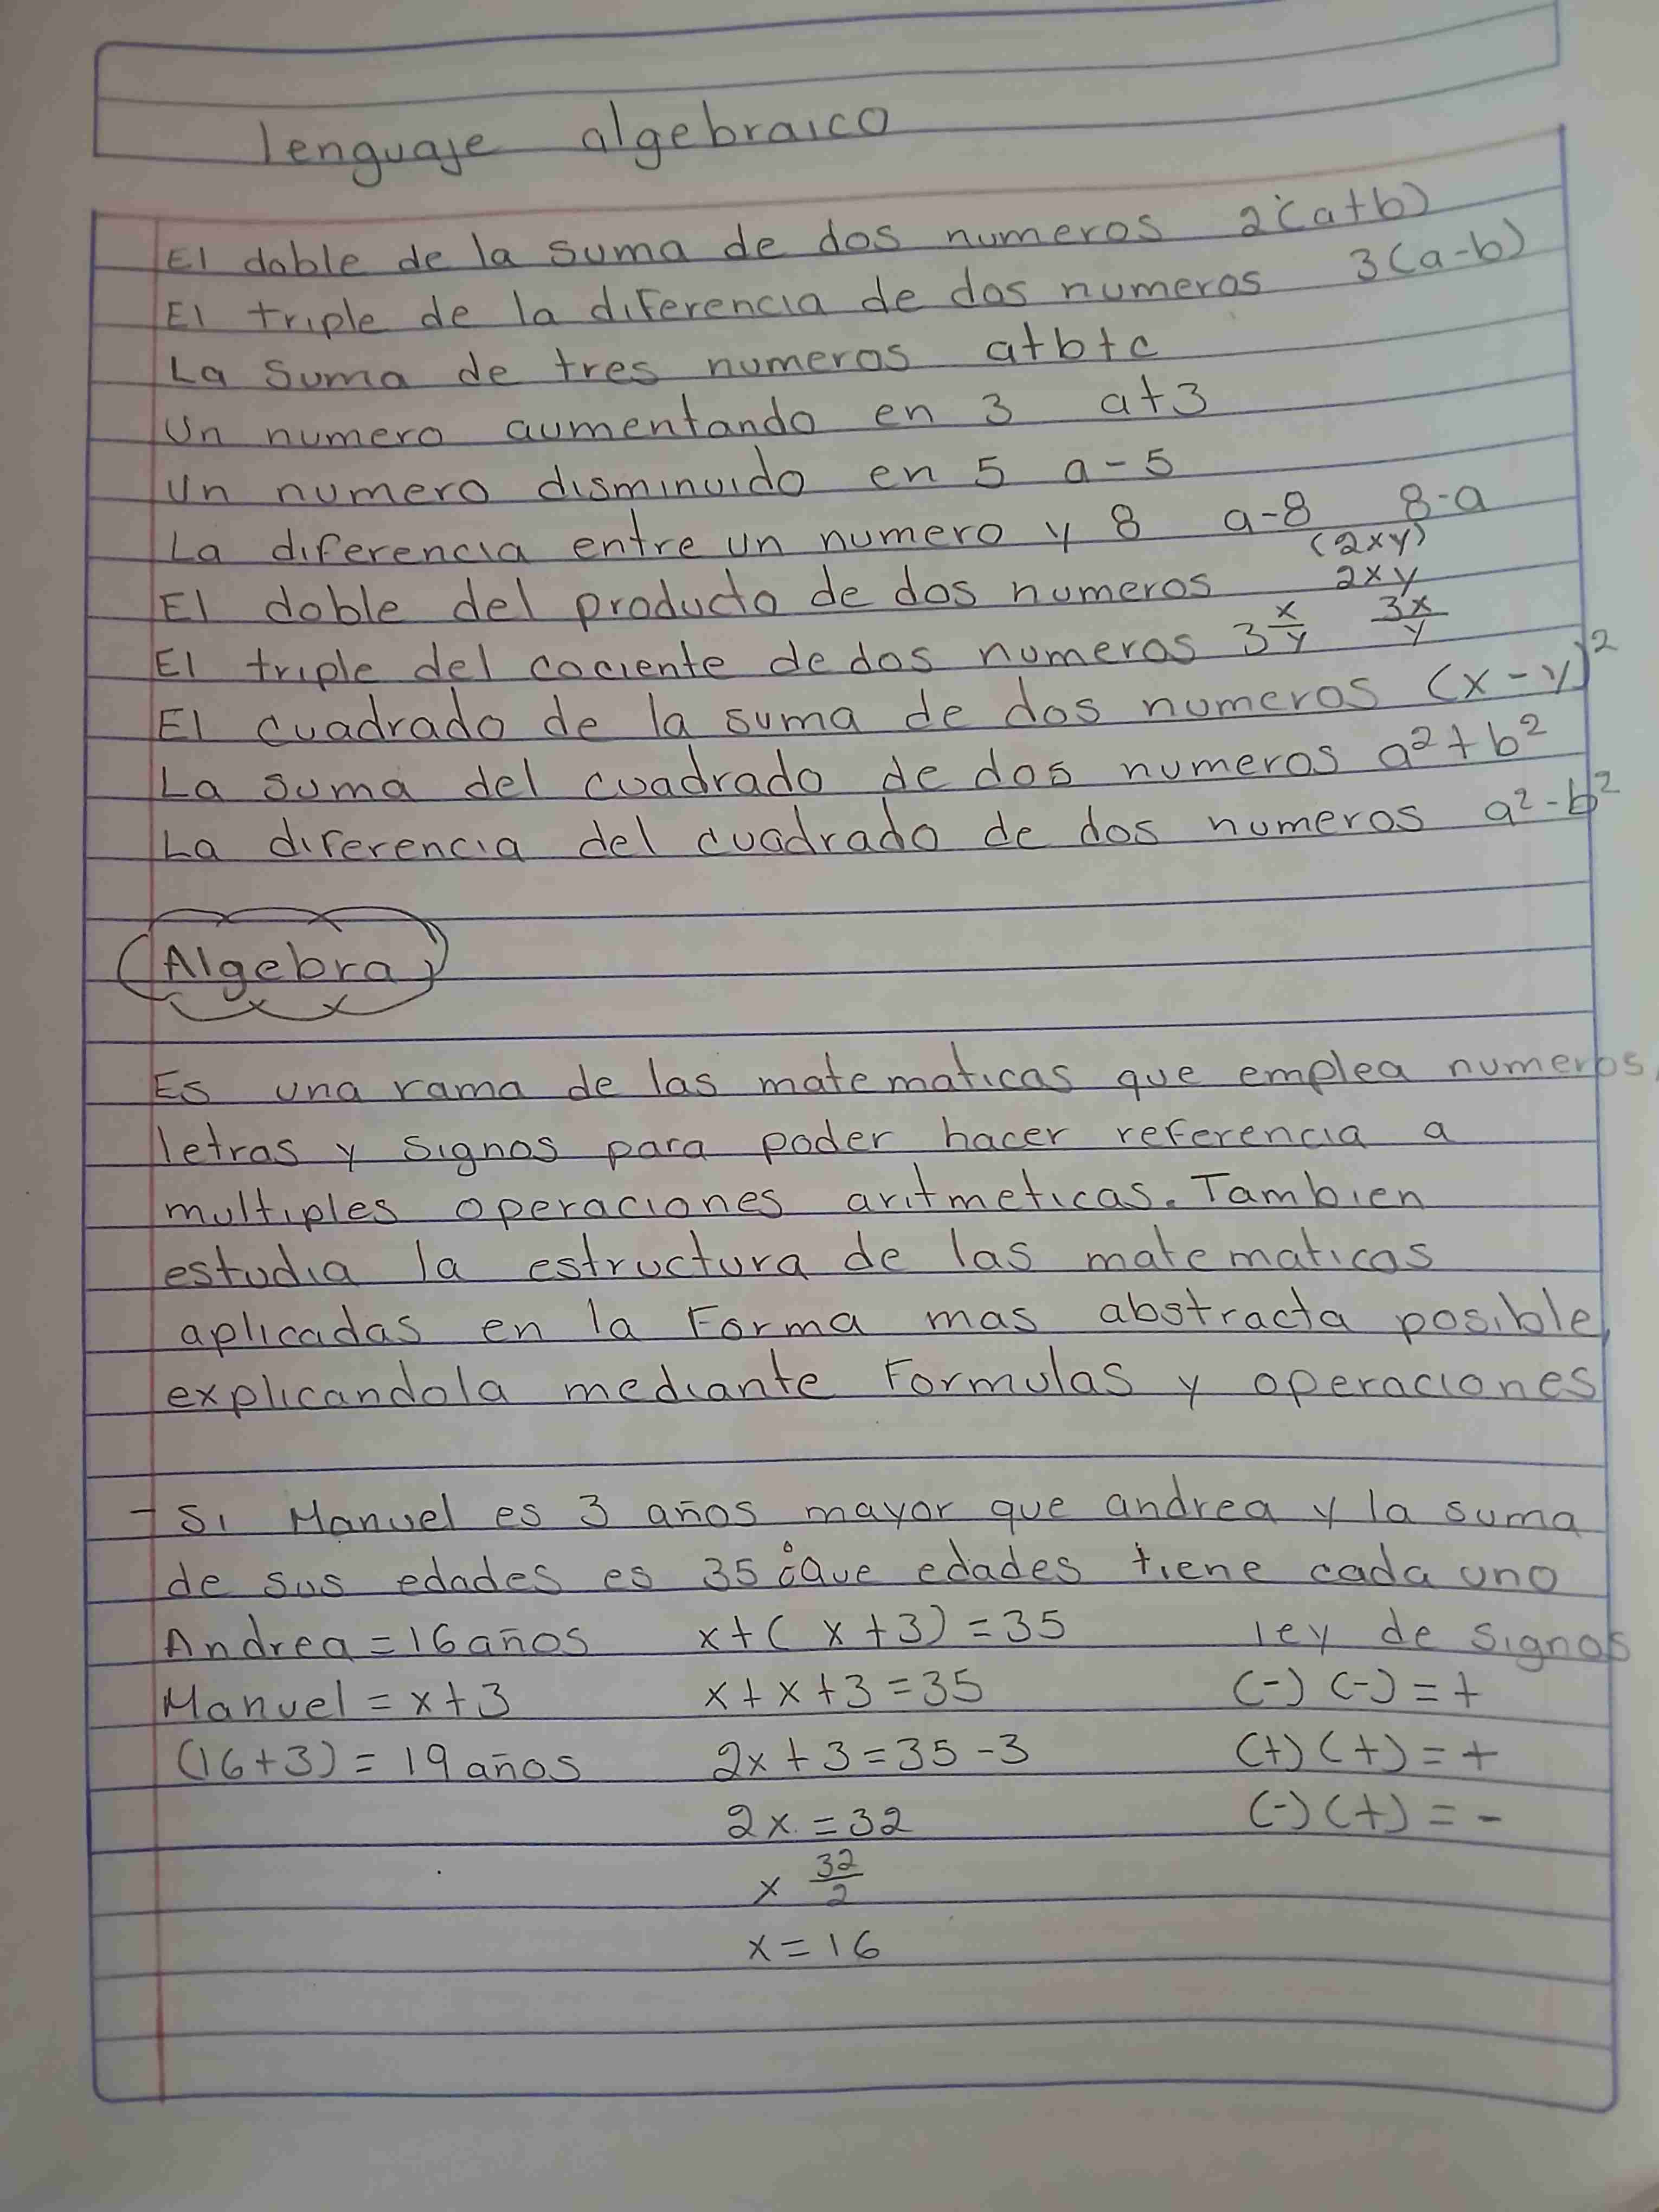 lenguaje algebraico
El doble de la suma de dos numeros 2(a+b)
El triple de la diferencia de dos numeros 3(a-b)
La suma de tres numeros a+b+c
Un numero aumentando en 3 a+3
Un numero disminuido en 5 a-5
La diferencia entre un numero y 8 a-8 8-a
(2xy)
El doble del producto de dos numeros 2xy
El triple del cociente de dos numeros 3 x/y 3x/y
El cuadrado de la suma de dos numeros (x-y)²
La suma del cuadrado de dos numeros a²+b²
La diferencia del cuadrado de dos numeros a²-b²
Algebra
Es una rama de las matematicas que emplea numeros,
letras y signos para poder hacer referencia a
multiples operaciones aritmeticas. Tambien
estudia la estructura de las matematicas
aplicadas en la forma mas abstracta posible,
explicandola mediante formulas y operaciones
- Si Manuel es 3 años mayor que andrea y la suma
de sus edades es 35 ¿Que edades tiene cada uno
Andrea = 16 años x+(x+3)=35 ley de signos
Manuel = x+3 x+x+3=35 (-)(-)=+
(16+3)= 19 años 2x+3=35-3 (+)(+)=+
2x=32 (-)(+)=-
x 32/2
x=16